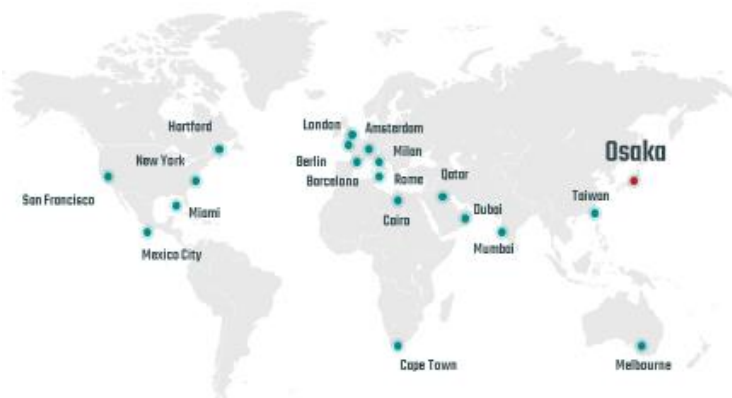 Hartford
London
Amsterdam
New York
Berlin
Milan
Osaka
Barcelona
Rome
Qatar
San Francisco
Miami
Cairo
Dubai
Taiwan
Mexico City
Mumbai
Cape Town
Melbourne